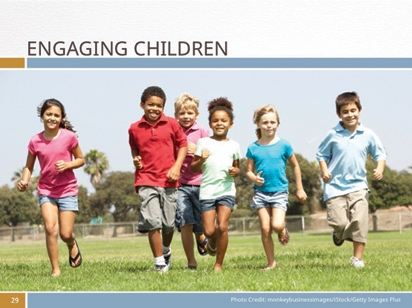 ENGAGING CHILDREN
29
Photo Credit: monkeybusinessimages/iStock/Getty Images Plus